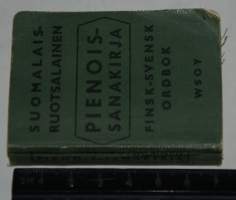 SUOMALAIS-
RUOTSALAINEN
PIENOIS-
SANAKIRJA
FINSK-SVENSK
ORDBOK
WSOY